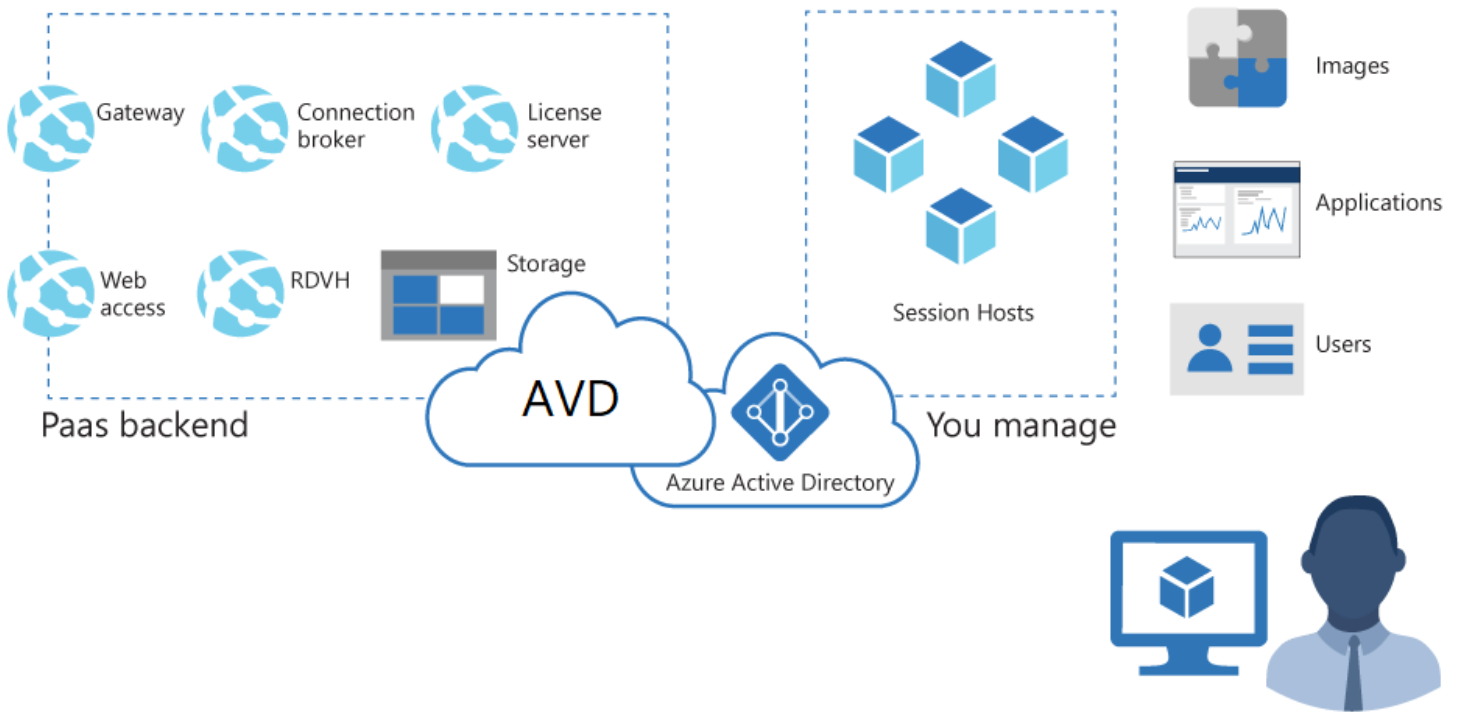 Gateway
Connection
broker
License
server
Web
access
RDVH
Storage
Paas backend
AVD
Azure Active Directory
Session Hosts
You manage
Images
Applications
Users